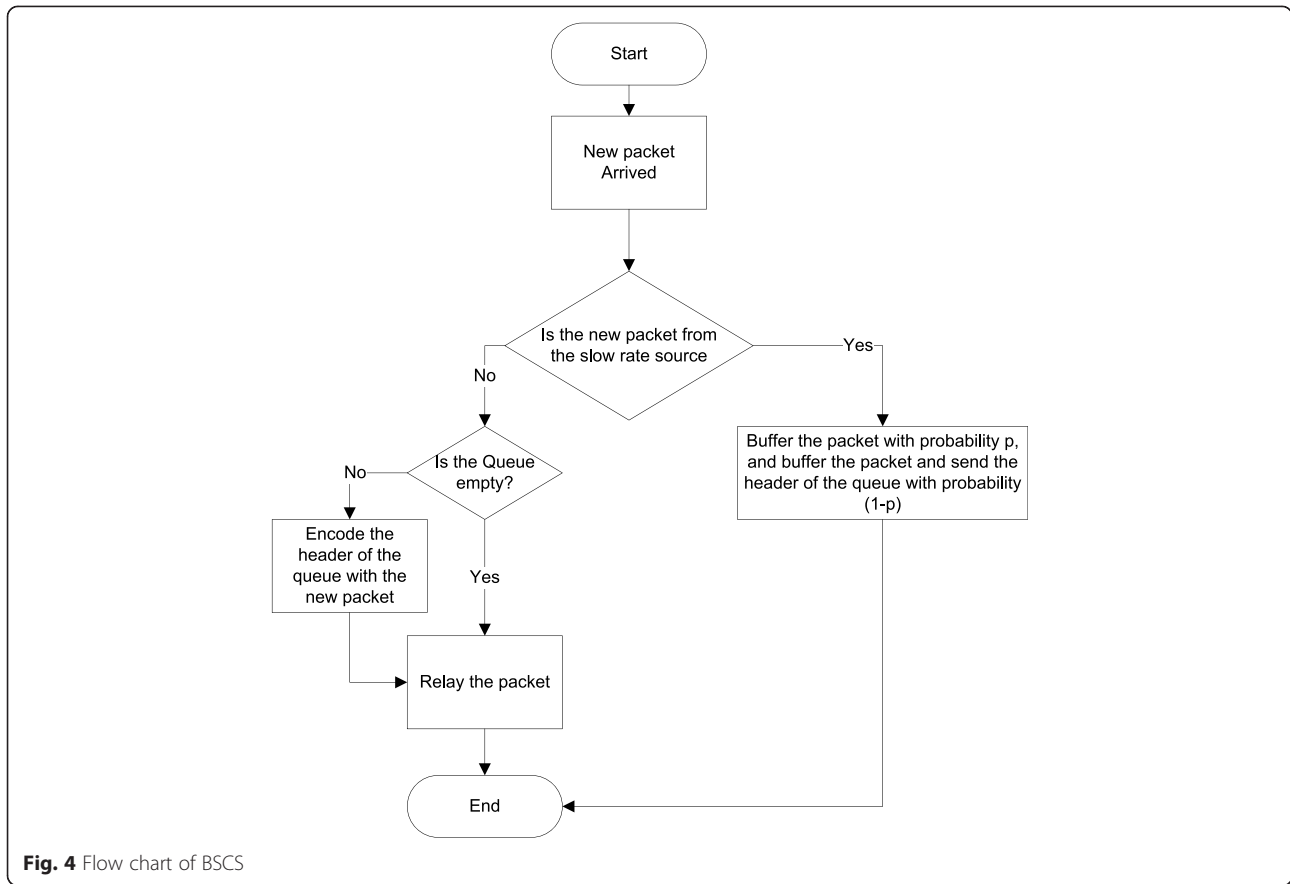 Start
New packet
Arrived
Is the new packet from
the slow rate source
Yes
No
Buffer the packet with probability p,
and buffer the packet and send the
header of the queue with probability
(1-p)
Is the Queue
empty?
No
Encode the
header of the
queue with the
new packet
Yes
Relay the packet
End
Fig. 4 Flow chart of BSCS